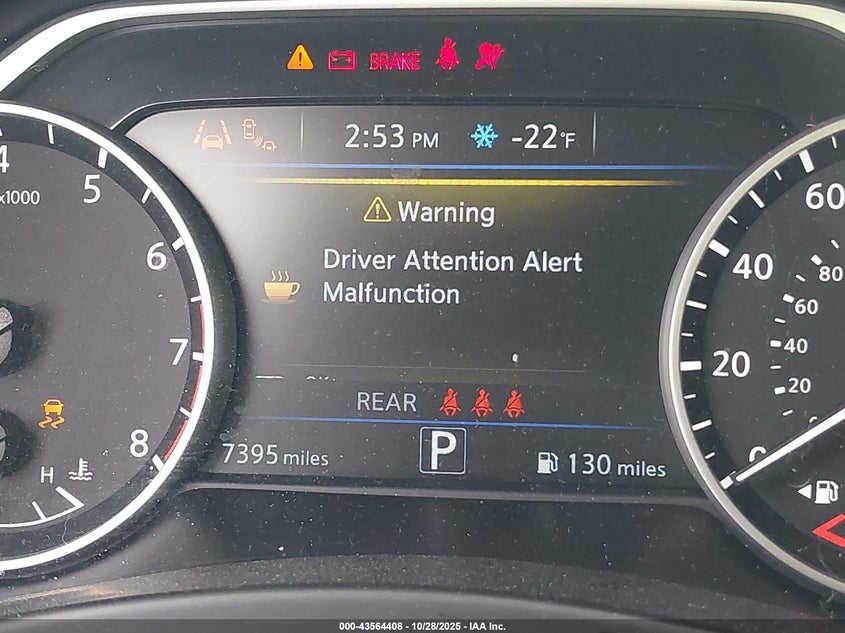 BRAKE
2:53 PM -22°F
4
x1000
5
6
7
8
H
Warning
Driver Attention Alert
Malfunction
REAR
7395 miles
P
130 miles
60
40
20
0
80
60
40
20
000-43564408 - 10/28/2025 - IAA Inc.